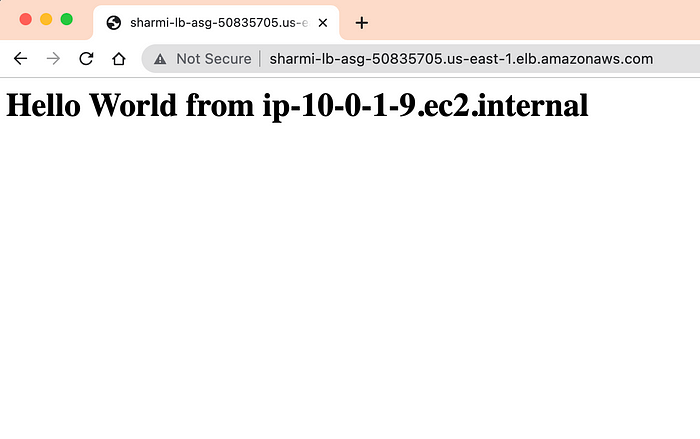 sharmi-lb-asg-50835705.us-e
Not Secure | sharmi-lb-asg-50835705.us-east-1.elb.amazonaws.com
Hello World from ip-10-0-1-9.ec2.internal